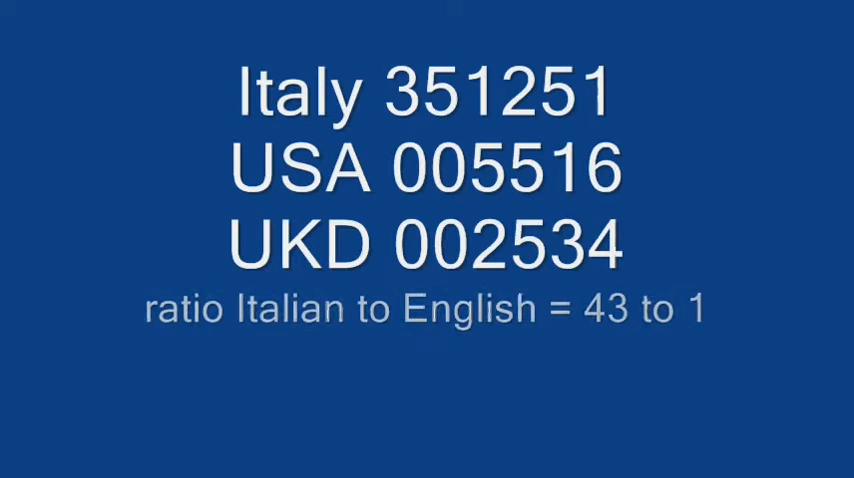 Italy 351251
USA 005516
UKD 002534
ratio Italian to English = 43 to 1